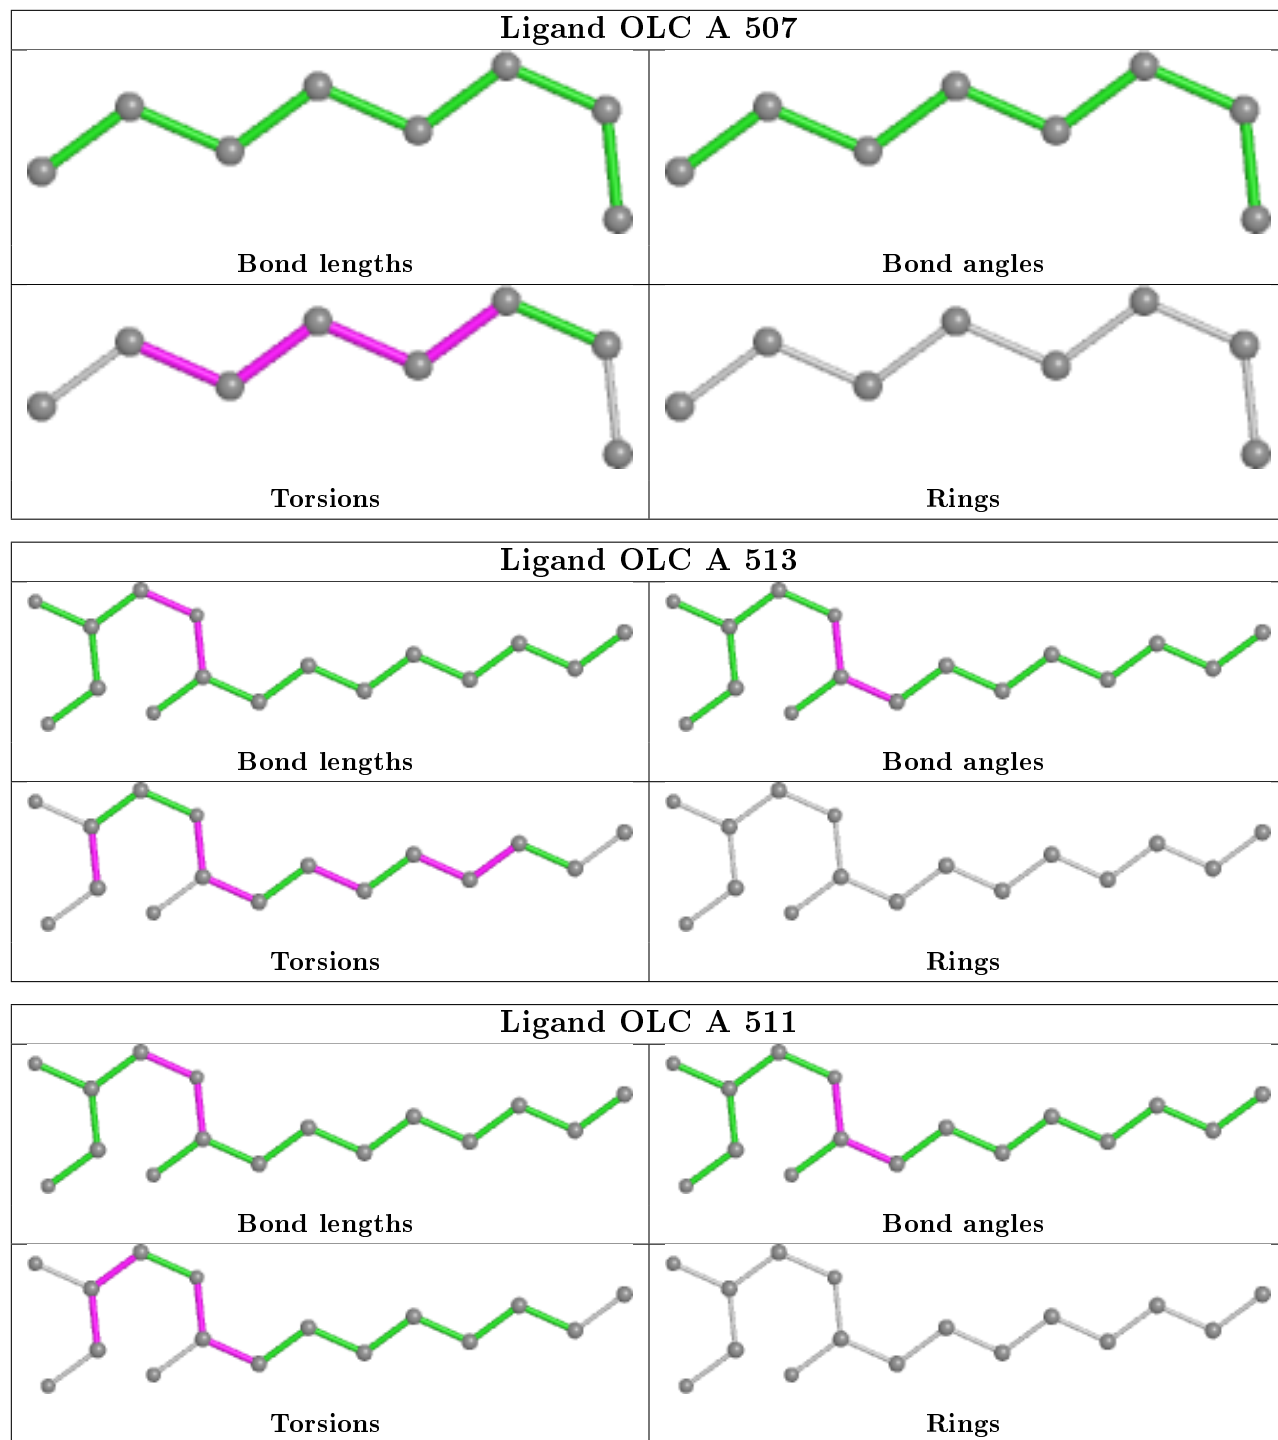 Ligand OLC A 507
Bond lengths
Bond angles
Torsions
Rings
Ligand OLC A 513
Bond lengths
Bond angles
Torsions
Rings
Ligand OLC A 511
Bond lengths
Bond angles
Torsions
Rings